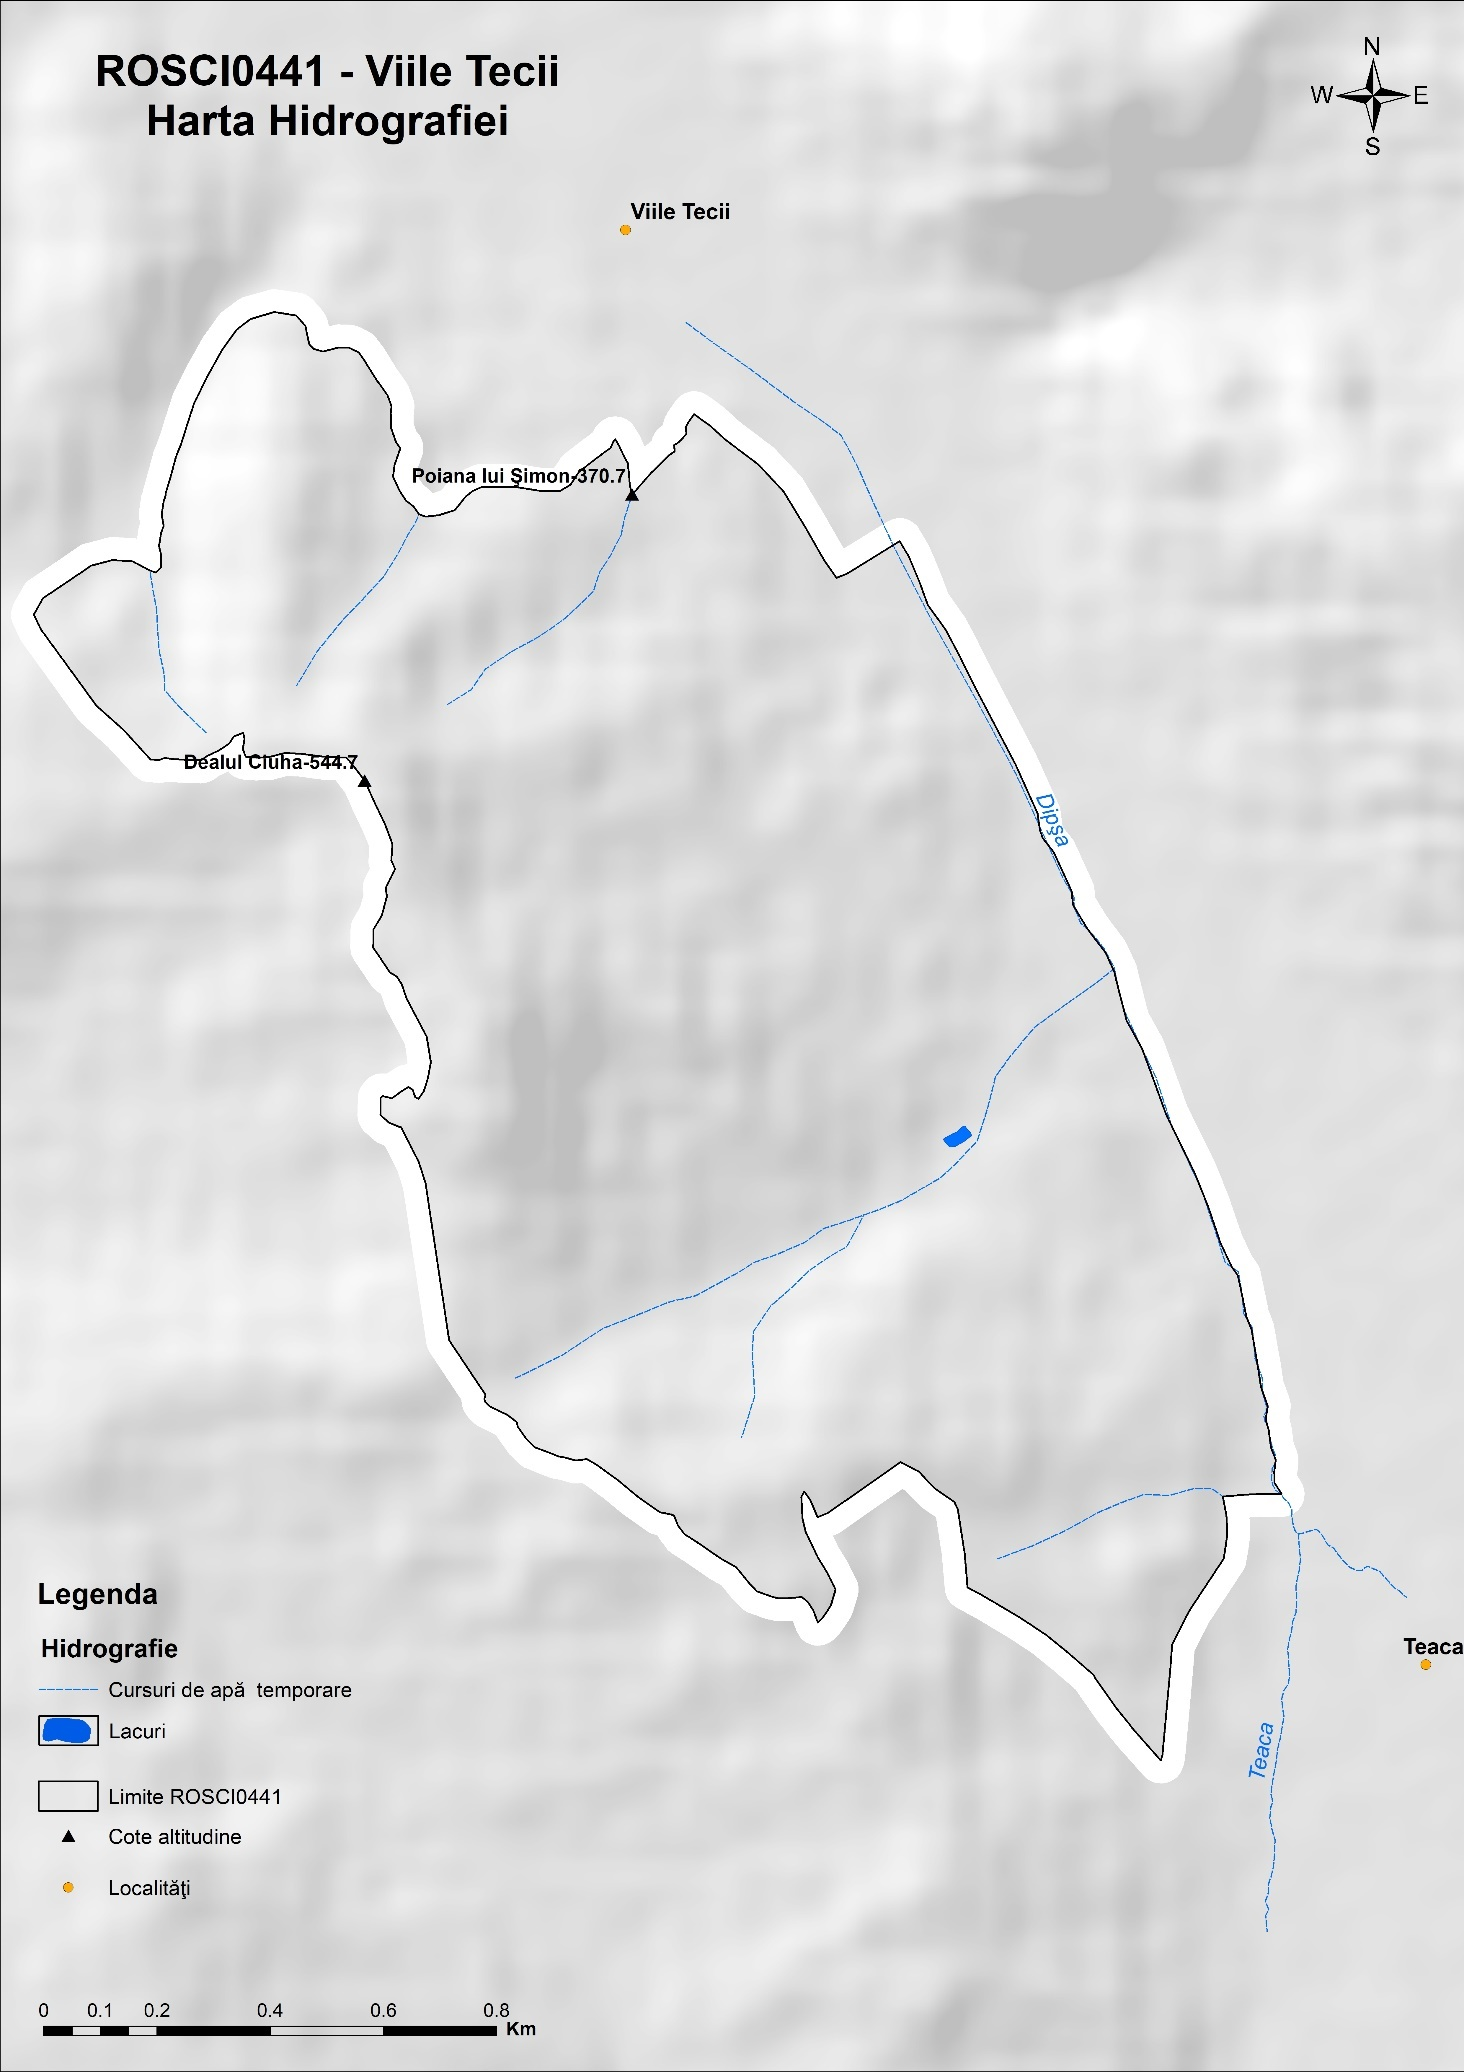 ROSCI0441 - Viile Tecii
Harta Hidrografiei
N
W E
S
Viile Tecii
Poiana lui Şimon-370.7
Dealul Ciuha-544.7
Dipşa
Teaca
Teaca
Legenda
Hidrografie
Cursuri de apă temporare
Lacuri
Limite ROSCI0441
Cote altitudine
Localităţi
0 0.1 0.2 0.4 0.6 0.8
Km